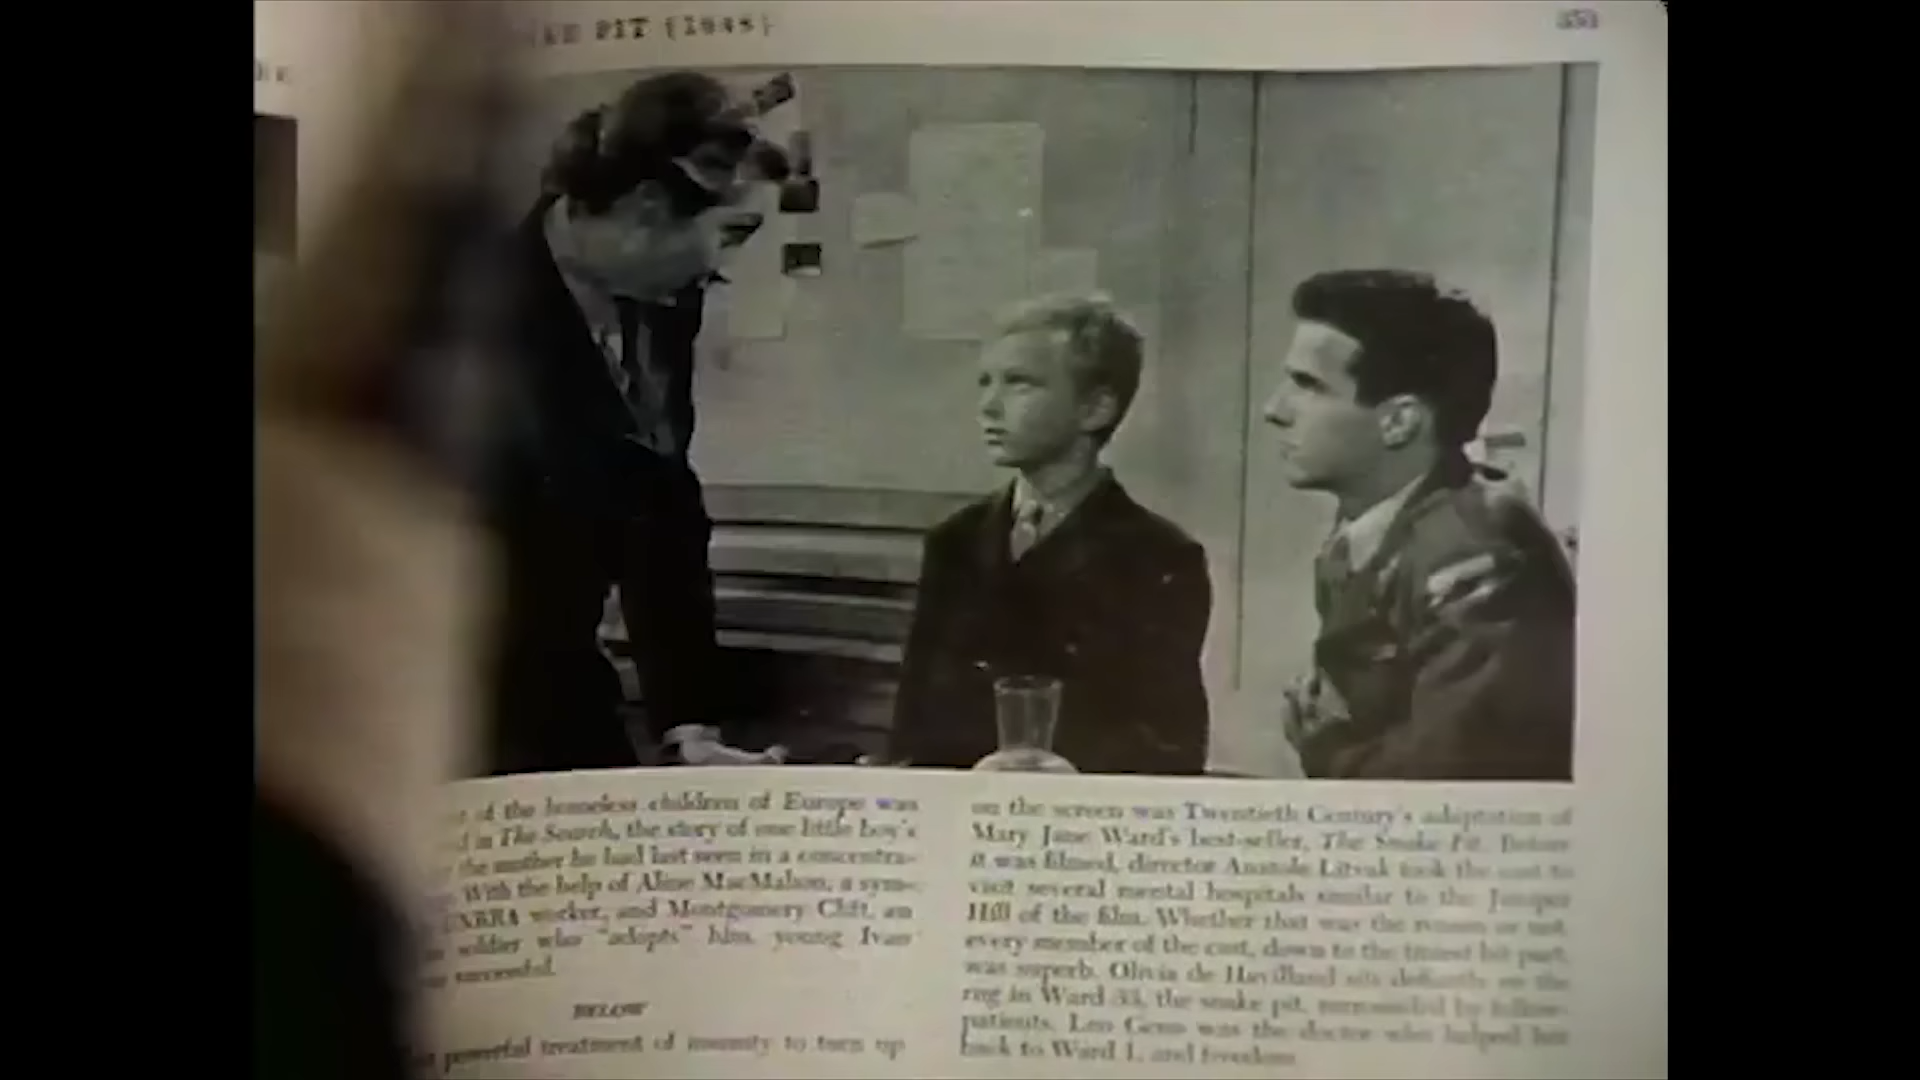 PIT (1948)
353
of the homeless children of Europe was
in The Search, the story of one little boy's
the mother he had last seen in a concentra-
With the help of Aline MacMahon, a sym-
UNRRA worker, and Montgomery Clift, an
soldier who "adopts" him, young Ivan
successful.
BELOW
powerful treatment of insanity to turn up
on the screen was Twentieth Century's adaptation of
Mary Jane Ward's best-seller, The Snake Pit. Before
it was filmed, director Anatole Litvak took the cast to
visit several mental hospitals similar to the Juniper
Hill of the film. Whether that was the reason or not,
every member of the cast, down to the tiniest bit part,
was superb. Olivia de Havilland sits defiantly on the
rug in Ward 33, the snake pit, surrounded by fellow-
patients. Leo Genn was the doctor who helped her
back to Ward 1, and freedom.